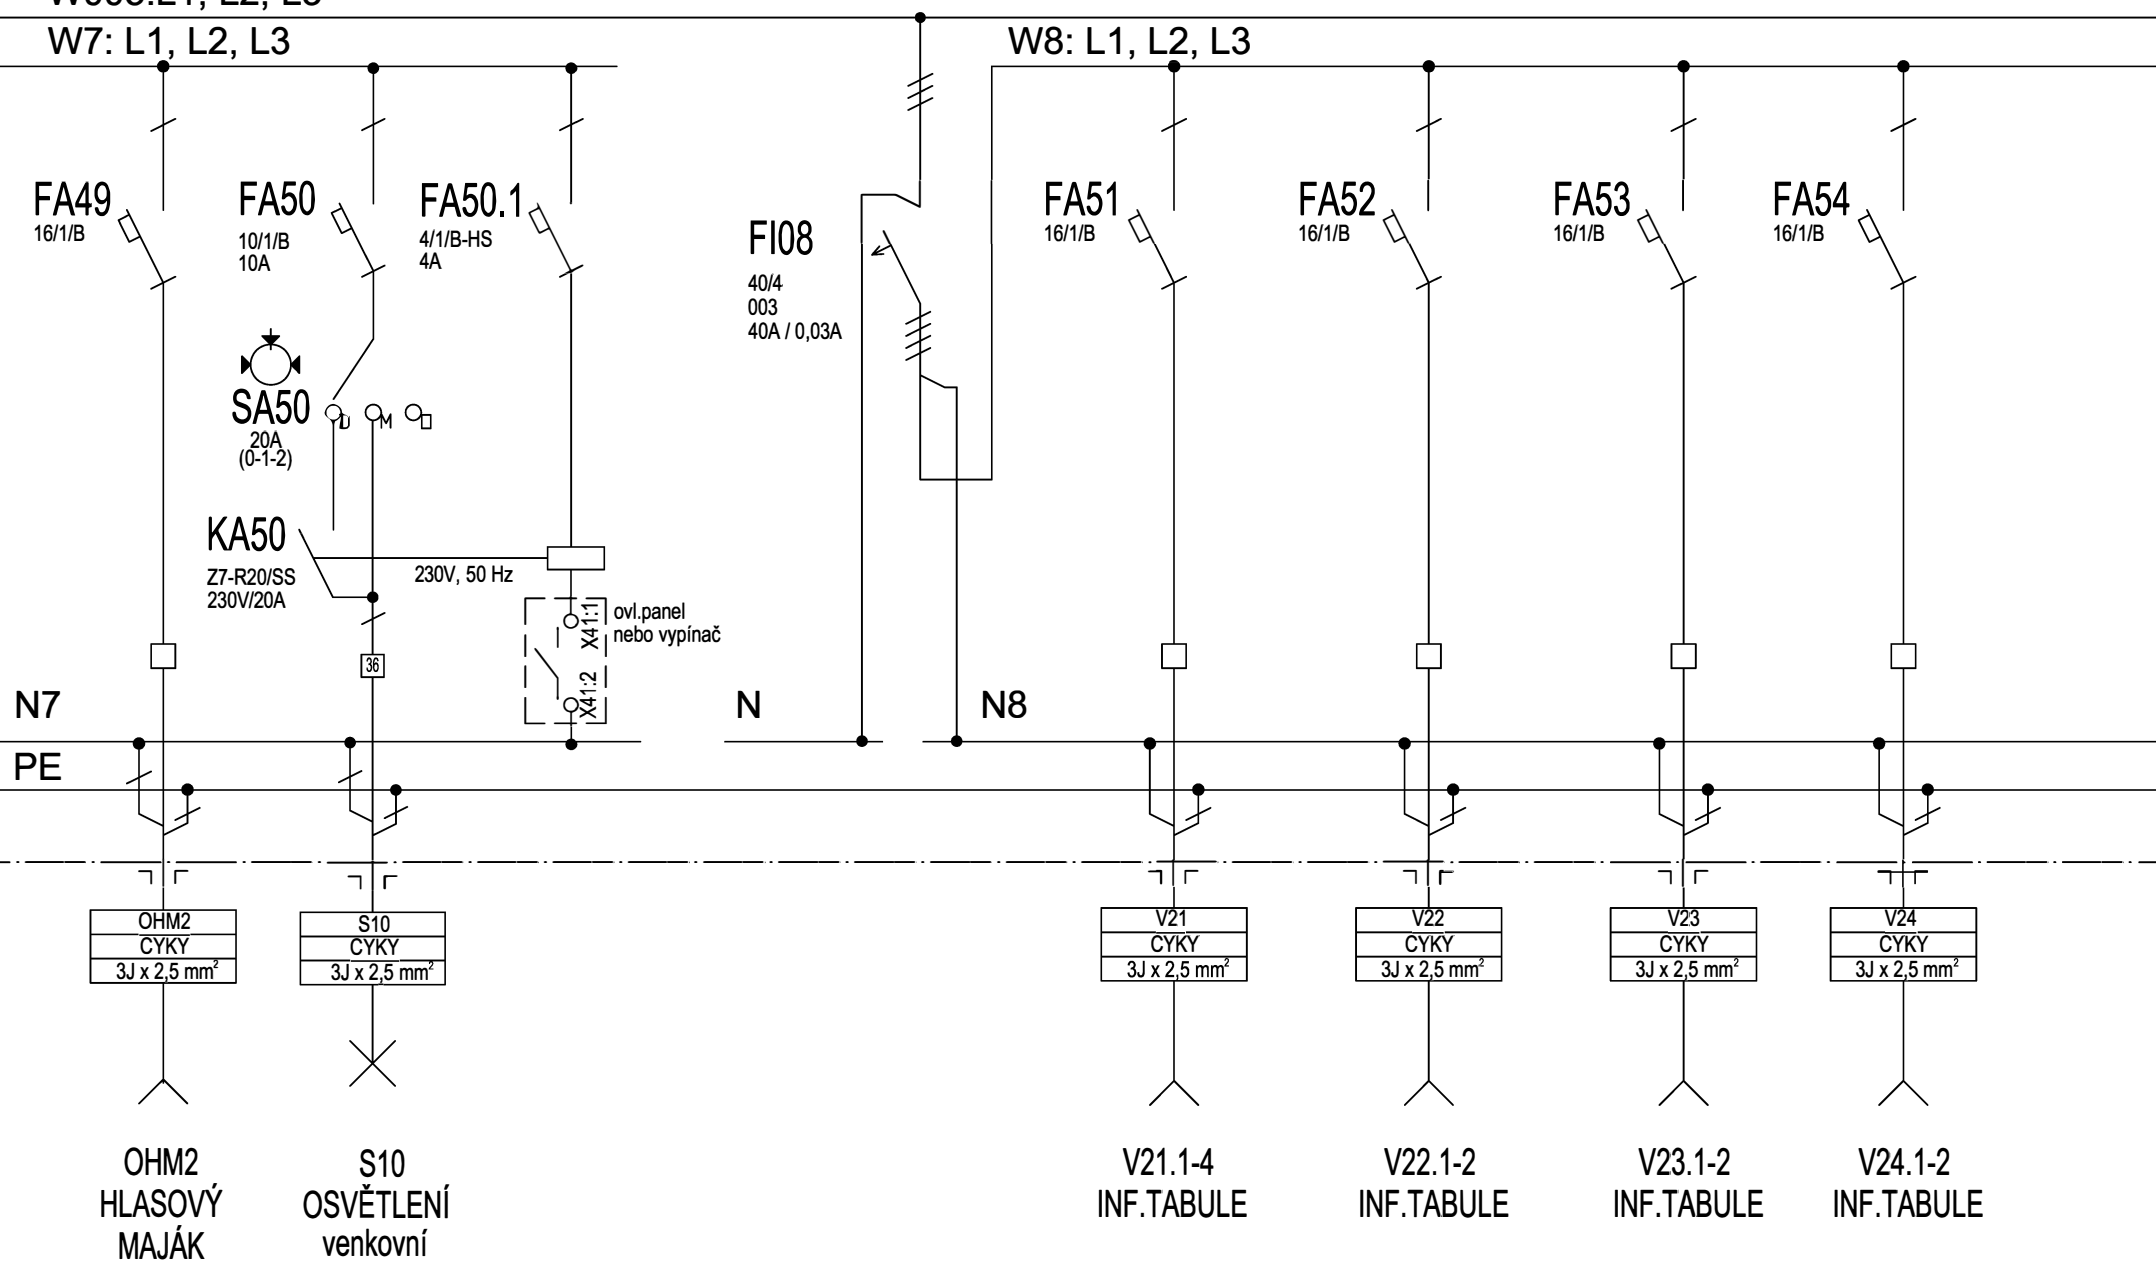 W7: L1, L2, L3
W8: L1, L2, L3
FA49
16/1/B
FA50
10/1/B
10A
FA50.1
4/1/B-HS
4A
FI08
40/4
003
40A / 0,03A
FA51
16/1/B
FA52
16/1/B
FA53
16/1/B
FA54
16/1/B
SA50
20A
(0-1-2)
M
KA50
Z7-R20/SS
230V/20A
230V, 50 Hz
X41:1
X41:2
ovl.panel
nebo vypínač
36
N7
N
N8
PE
OHM2
CYKY
3J x 2,5 mm²
S10
CYKY
3J x 2,5 mm²
V21
CYKY
3J x 2,5 mm²
V22
CYKY
3J x 2,5 mm²
V23
CYKY
3J x 2,5 mm²
V24
CYKY
3J x 2,5 mm²
OHM2
HLASOVÝ
MAJÁK
S10
OSVĚTLENÍ
venkovní
V21.1-4
INF.TABULE
V22.1-2
INF.TABULE
V23.1-2
INF.TABULE
V24.1-2
INF.TABULE